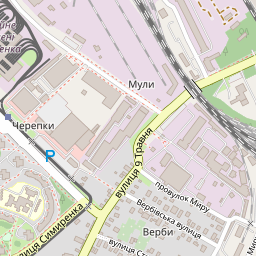 Мули
Черепки
P
вулиця 9 Травня
Провулок Миру
Вербівська вулиця
Верби
вулиця Симиренка